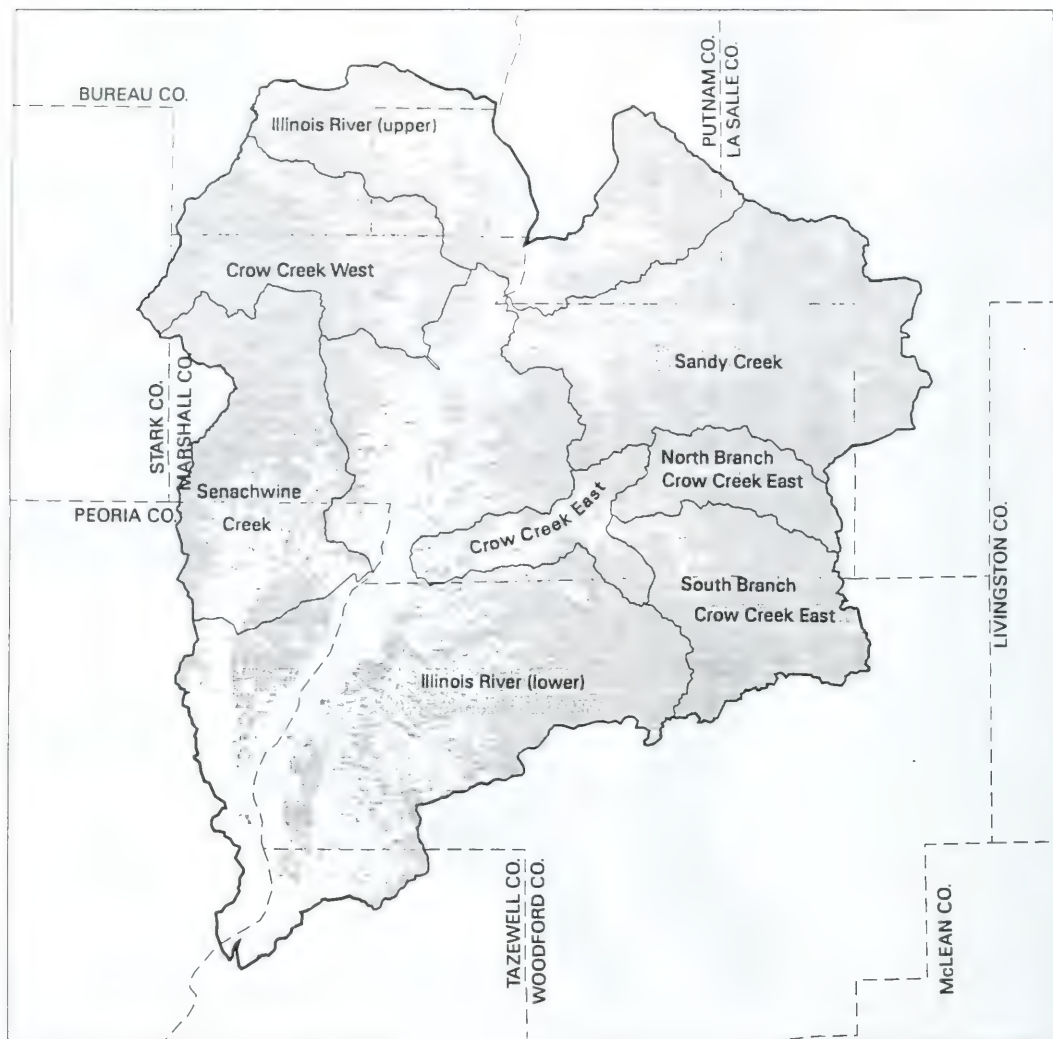 BUREAU CO.
PUTNAM CO.
LA SALLE CO.
Illinois River (upper)
Crow Creek West
Sandy Creek
STARK CO.
MARSHALL CO.
North Branch
Crow Creek East
Senachwine
Creek
PEORIA CO.
Crow Creek East
South Branch
Crow Creek East
LIVINGSTON CO.
Illinois River (lower)
TAZEWELL CO.
WOODFORD CO.
McLEAN CO.